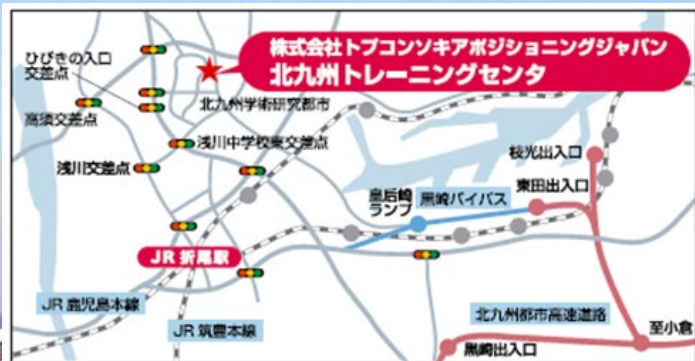 株式会社トプコンソキアポジショニングジャパン
北九州トレーニングセンタ
ひびきの入口
交差点
高須交差点
北九州学術研究都市
浅川中学校東交差点
浅川交差点
桜光出入口
東田出入口
皇后崎
ランプ
黒崎バイパス
JR 折尾駅
JR 鹿児島本線
JR 筑豊本線
北九州都市高速道路
至小倉
黒崎出入口